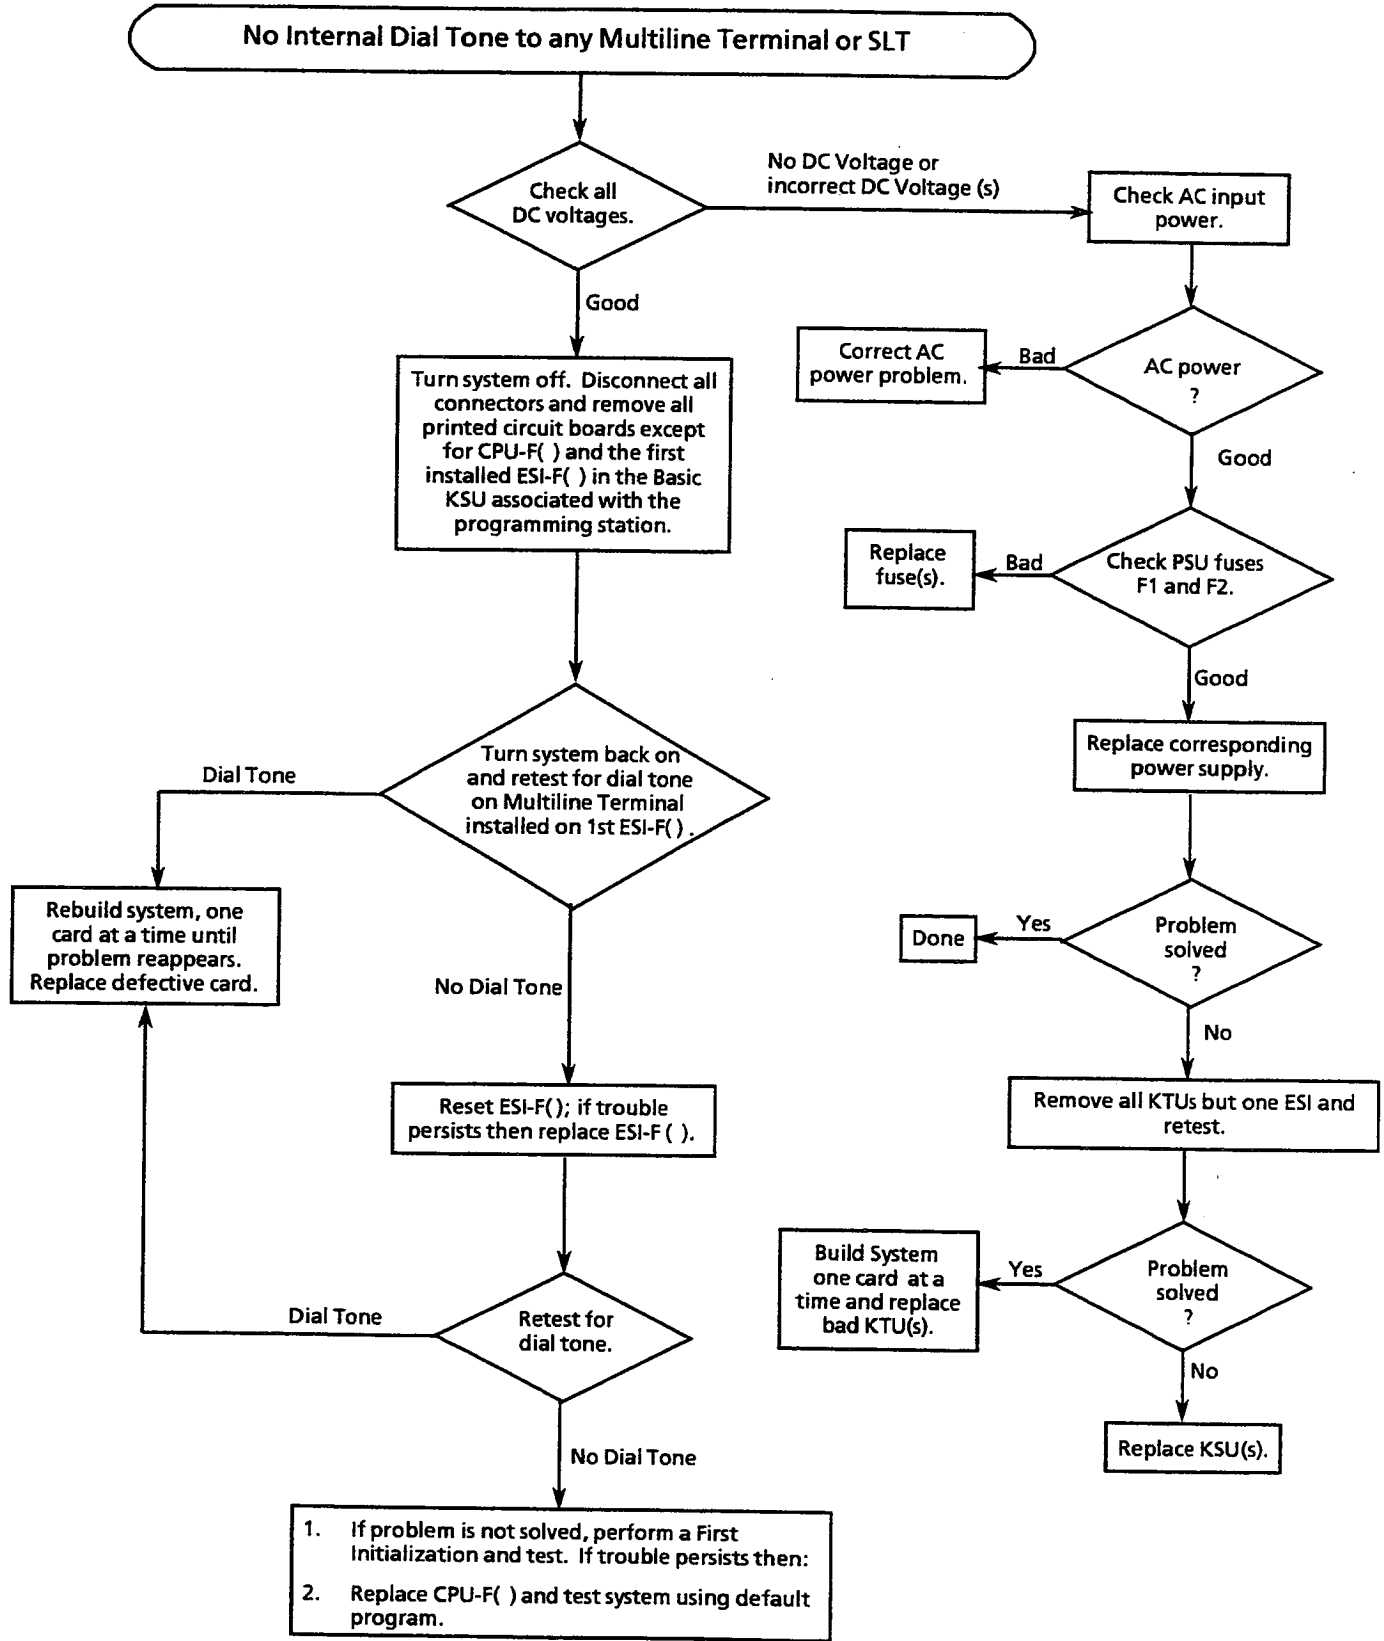 No Internal Dial Tone to any Multiline Terminal or SLT
Check all
DC voltages.
No DC Voltage or
incorrect DC Voltage (s)
Check AC input
power.
Good
Correct AC
power problem.
Bad
AC power
?
Turn system off. Disconnect all
connectors and remove all
printed circuit boards except
for CPU-F( ) and the first
installed ESI-F( ) in the Basic
KSU associated with the
programming station.
Good
Replace
fuse(s).
Bad
Check PSU fuses
F1 and F2.
Good
Replace corresponding
power supply.
Dial Tone
Turn system back on
and retest for dial tone
on Multiline Terminal
installed on 1st ESI-F( ) .
Rebuild system, one
card at a time until
problem reappears.
Replace defective card.
Done
Yes
Problem
solved
?
No Dial Tone
No
Reset ESI-F( ); if trouble
persists then replace ESI-F ( ).
Remove all KTUs but one ESI and
retest.
Build System
one card at a
time and replace
bad KTU(s).
Yes
Problem
solved
?
Dial Tone
Retest for
dial tone.
No
Replace KSU(s).
No Dial Tone
1. If problem is not solved, perform a First
Initialization and test. If trouble persists then:
2. Replace CPU-F( ) and test system using default
program.